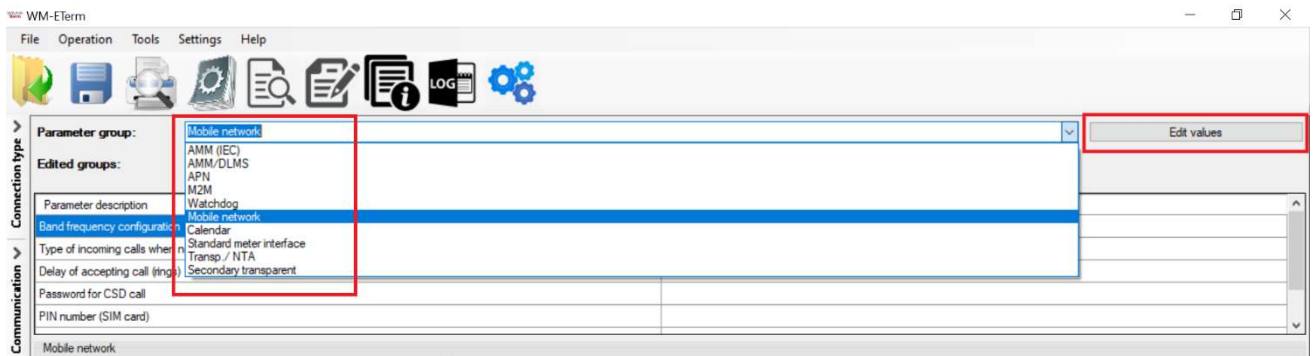 WM-ETerm
File Operation Tools Settings Help
LOG
Parameter group:
Mobile network
Edit values
AMM (IEC)
AMM/DLMS
APN
M2M
Watchdog
Mobile network
Calendar
Standard meter interface
Transp./ NTA
Secondary transparent
Edited groups:
Parameter description
Band frequency configuration
Type of incoming calls when n
Delay of accepting call (rings)
Password for CSD call
PIN number (SIM card)
Mobile network
Connection type
Communication